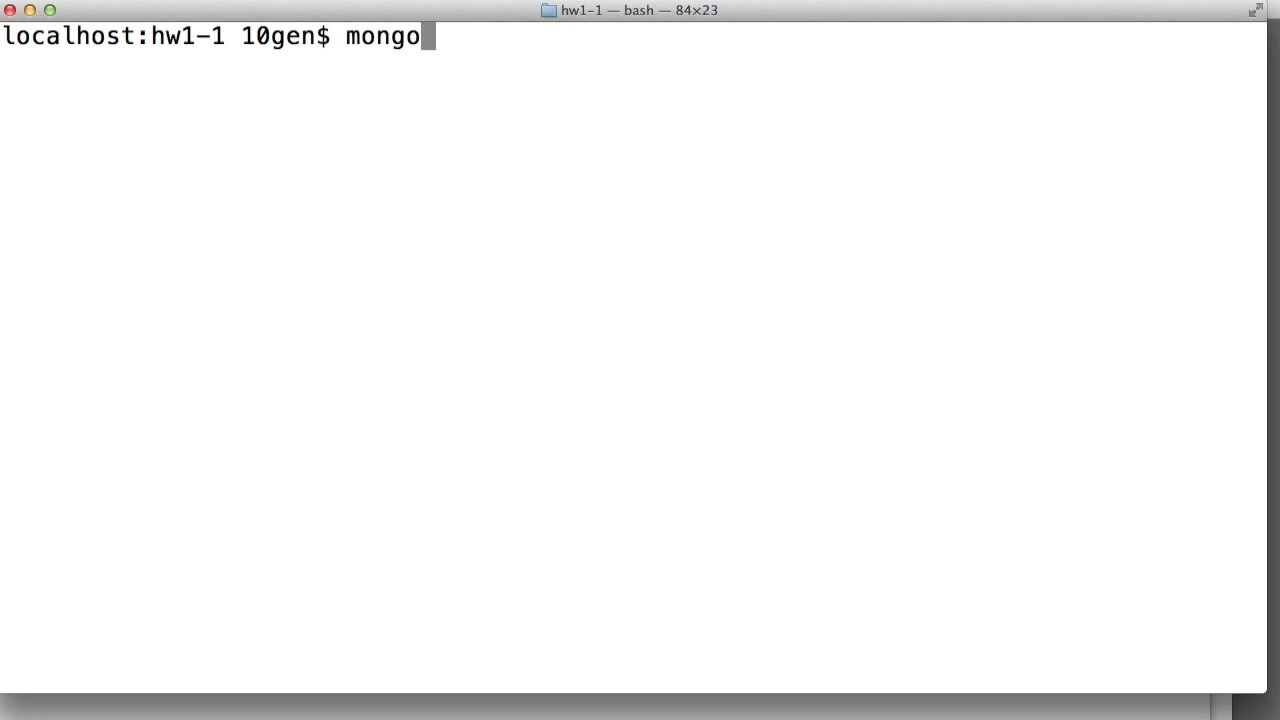 hw1-1 — bash — 84×23
localhost:hw1-1 10gen$ mongo